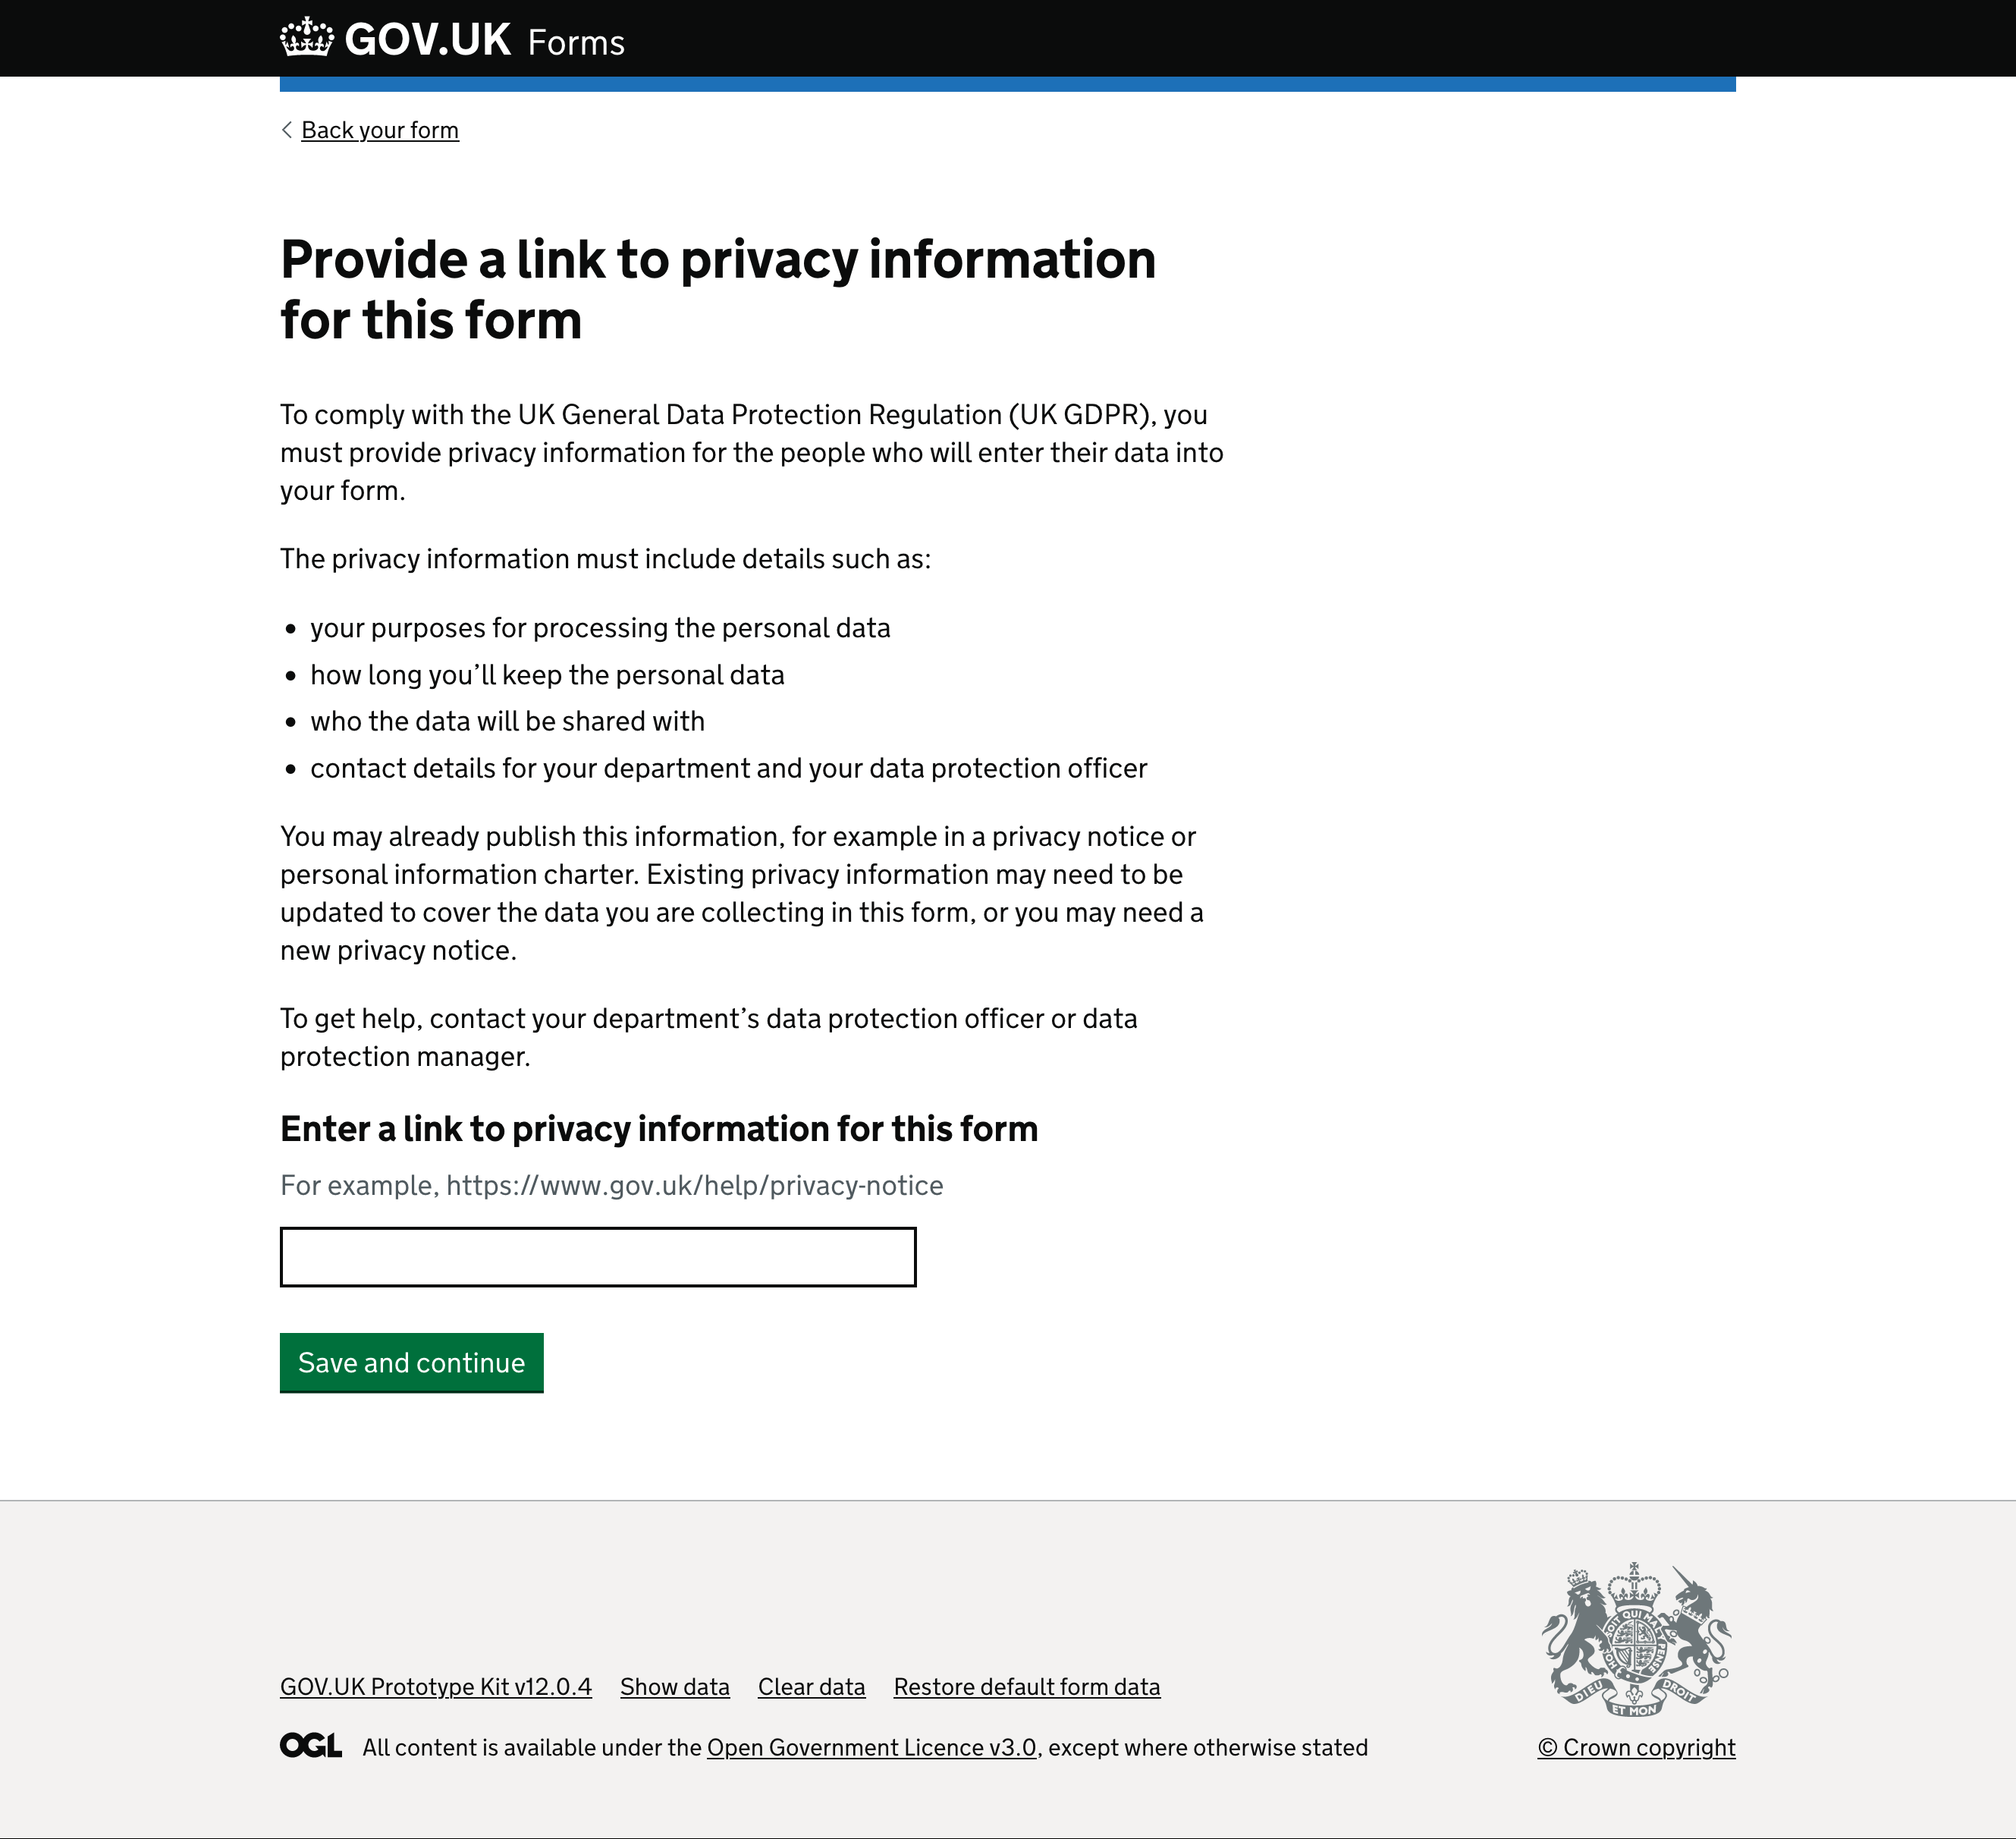 GOV.UK Forms
Back your form
Provide a link to privacy information
for this form
To comply with the UK General Data Protection Regulation (UK GDPR), you
must provide privacy information for the people who will enter their data into
your form.
The privacy information must include details such as:
• your purposes for processing the personal data
• how long you’ll keep the personal data
• who the data will be shared with
• contact details for your department and your data protection officer
You may already publish this information, for example in a privacy notice or
personal information charter. Existing privacy information may need to be
updated to cover the data you are collecting in this form, or you may need a
new privacy notice.
To get help, contact your department’s data protection officer or data
protection manager.
Enter a link to privacy information for this form
For example, https://www.gov.uk/help/privacy-notice
Save and continue
GOV.UK Prototype Kit v12.0.4 Show data Clear data Restore default form data
DIEU ET MON DROIT
OGL All content is available under the Open Government Licence v3.0, except where otherwise stated
© Crown copyright